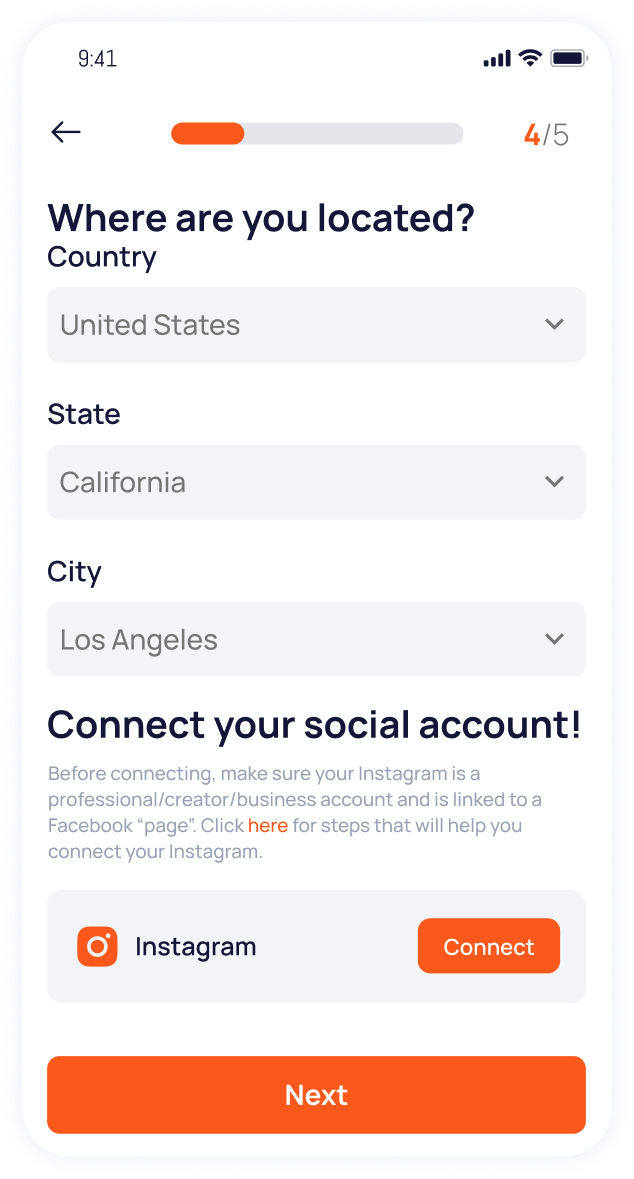 9:41
4/5
Where are you located?
Country
United States
State
California
City
Los Angeles
Connect your social account!
Before connecting, make sure your Instagram is a
professional/creator/business account and is linked to a
Facebook “page”. Click here for steps that will help you
connect your Instagram.
Instagram
Connect
Next